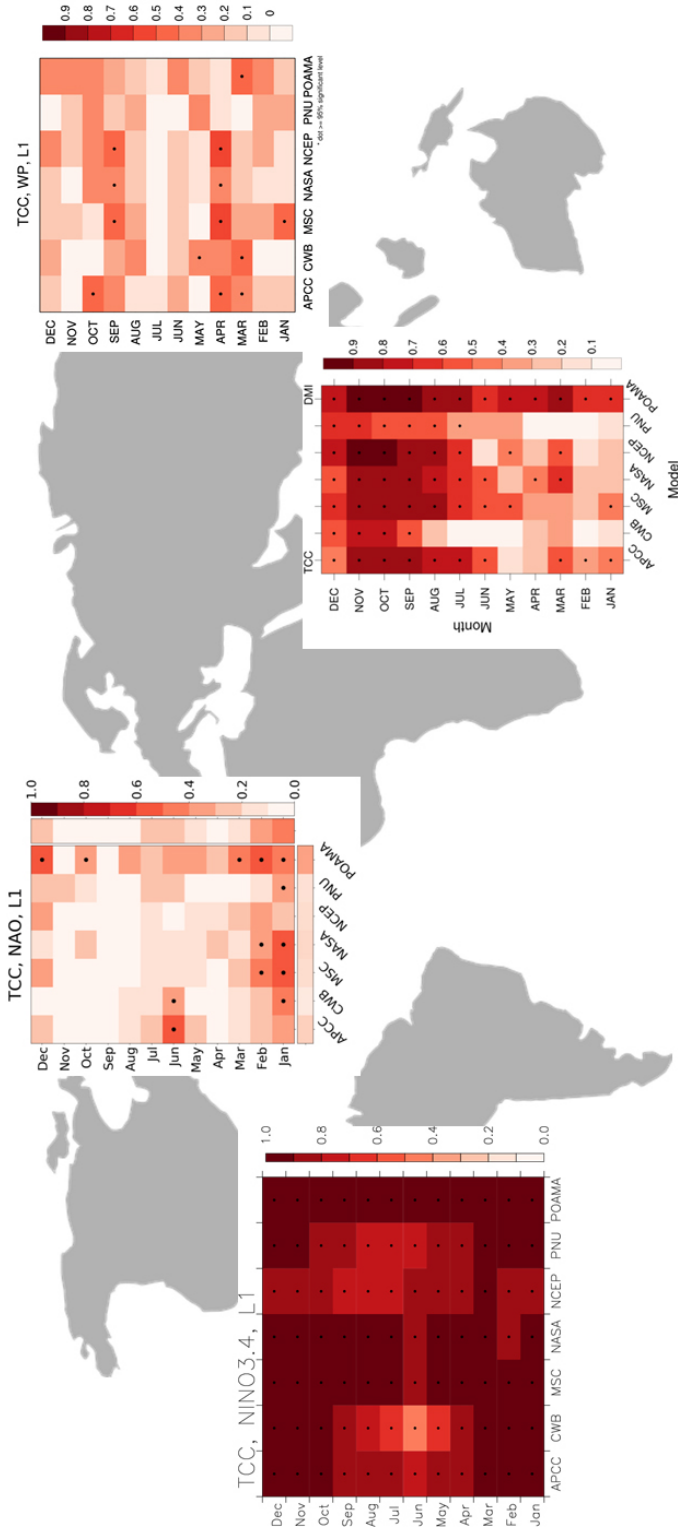 0.9
0.8
0.7
0.6
0.5
0.4
0.3
0.2
0.1
0
TCC, WP, L1
DEC
NOV
OCT
SEP
AUG
JUL
JUN
MAY
APR
MAR
FEB
JAN
APCC CWB MSC NASA NCEP PNU POAMA
* dot >= 95% significant level
TCC DMI
DEC
NOV
OCT
SEP
AUG
JUL
JUN
MAY
APR
MAR
FEB
JAN
Month
APCC CWB MSC NASA NCEP PNU POAMA
Model
0.9
0.8
0.7
0.6
0.5
0.4
0.3
0.2
0.1
TCC, NAO, L1
Dec
Nov
Oct
Sep
Aug
Jul
Jun
May
Apr
Mar
Feb
Jan
APCC CWB MSC NASA NCEP PNU POAMA
1.0
0.8
0.6
0.4
0.2
0.0
TCC, NINO3.4, L1
Dec
Nov
Oct
Sep
Aug
Jul
Jun
May
Apr
Mar
Feb
Jan
APCC CWB MSC NASA NCEP PNU POAMA
1.0
0.8
0.6
0.4
0.2
0.0